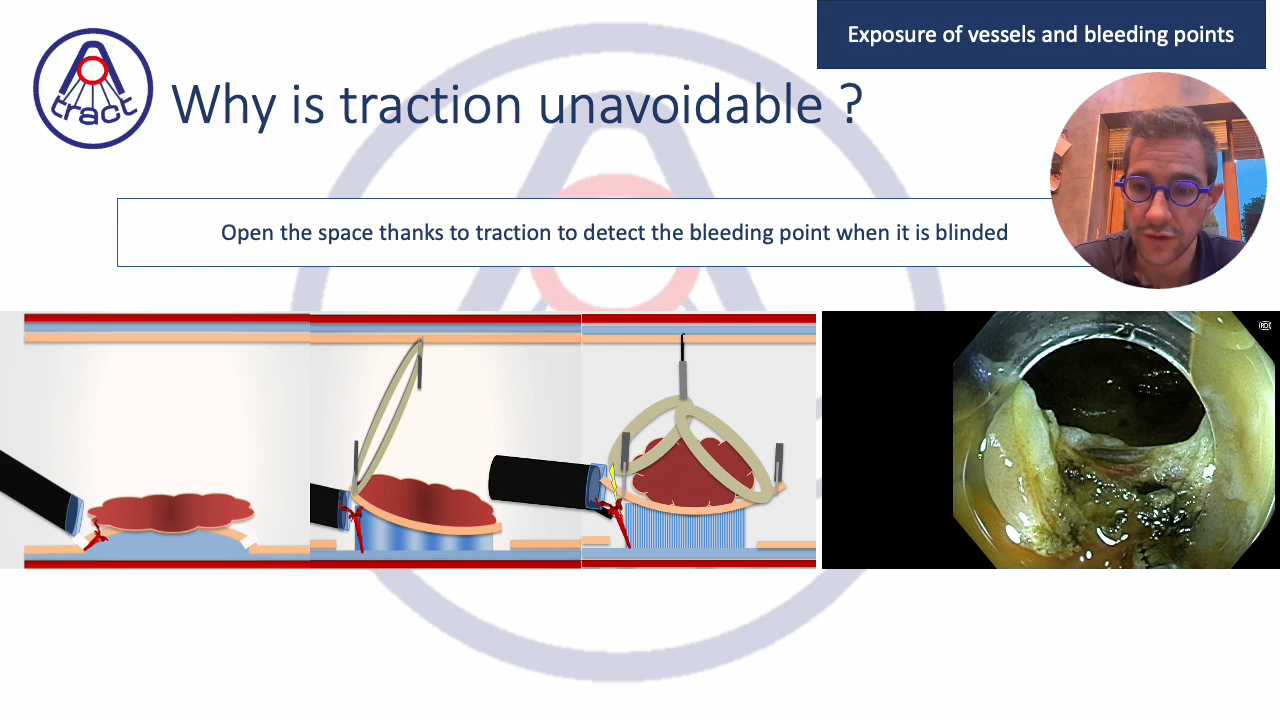 Exposure of vessels and bleeding points
tract
Why is traction unavoidable ?
Open the space thanks to traction to detect the bleeding point when it is blinded